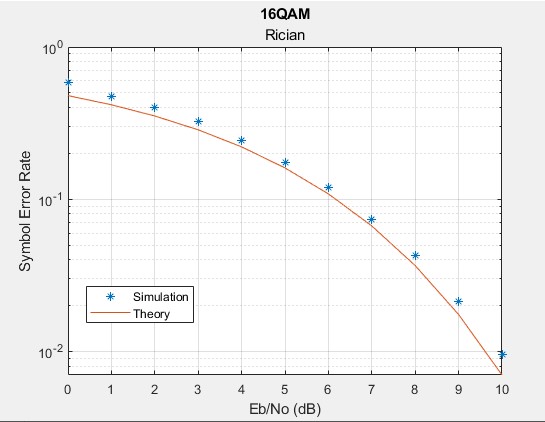 16QAM
Rician
10^0
10^-1
10^-2
Symbol Error Rate
Simulation
Theory
0 1 2 3 4 5 6 7 8 9 10
Eb/No (dB)